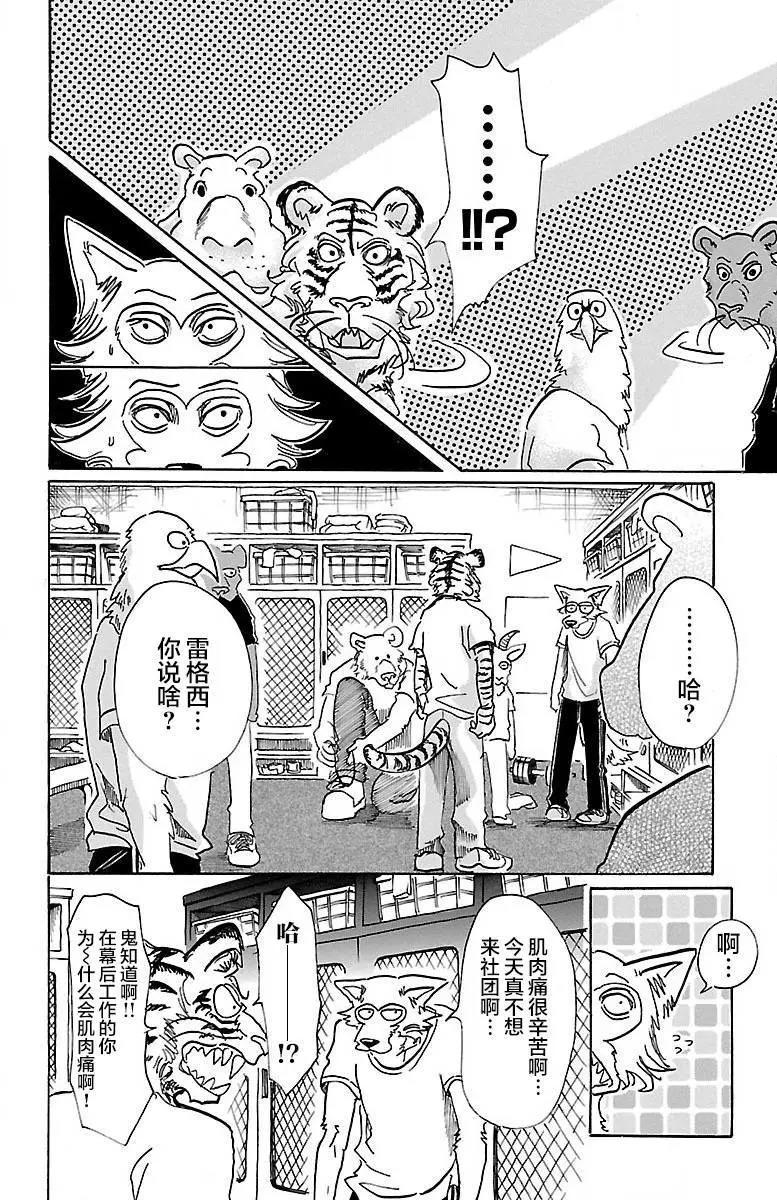 ………!!?
………哈？
雷格西…
你说啥？
啊…
肌肉痛很辛苦啊…
今天真不想
来社团啊…
哈——!?
鬼知道啊!!
在幕后工作的你
为～什么会肌肉痛啊！